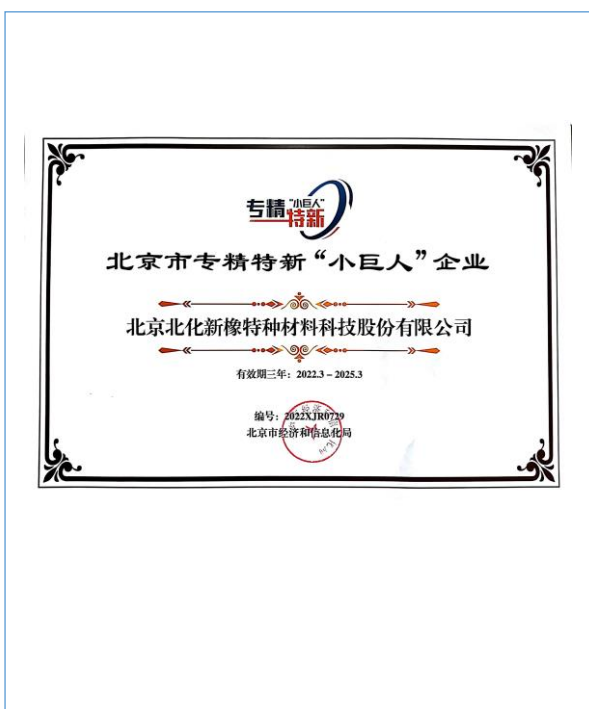 专精“小巨人”
特新
北京市专精特新“小巨人”企业
北京北化新橡特种材料科技股份有限公司
有效期三年：2022.3－2025.3
编号：2022XJR0729
北京市经济和信息化局